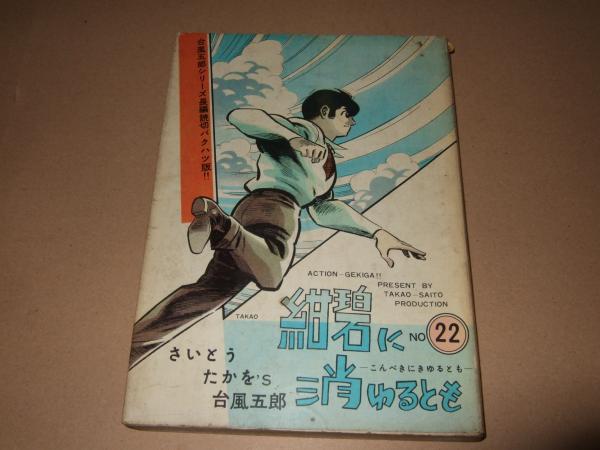 台風五郎シリーズ長編読切バクハツ版!!
ACTION-GEKIGA!!
PRESENT BY
TAKAO-SAITO
PRODUCTION
TAKAO
紺碧に
NO 22
—こんぺきにきゆるとも—
消ゆるとも
さいとう
たかを'S
台風五郎